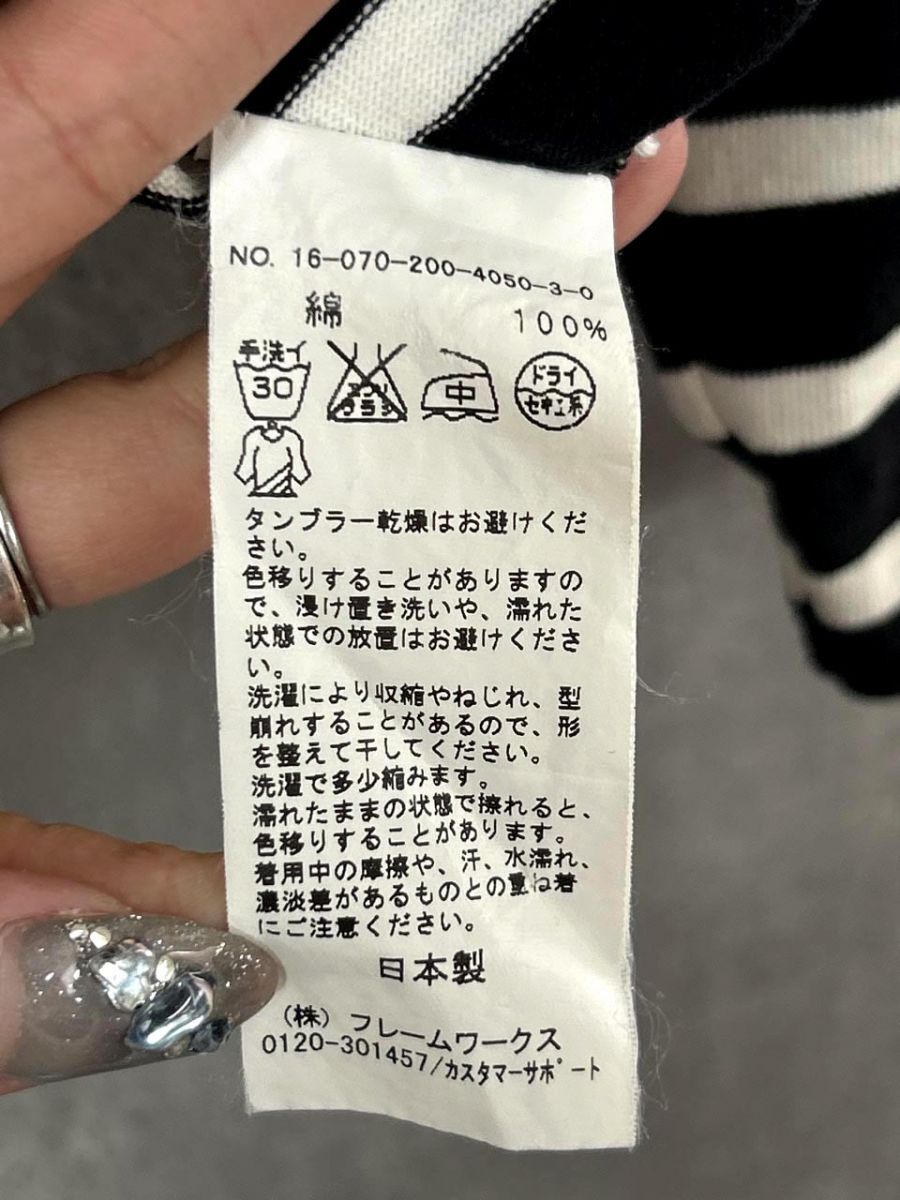 NO. 16-070-200-4050-3-0
綿 100%
手洗イ
30
エンソ
サラシ
中
ドライ
セキユ系
タンブラー乾燥はお避けくだ
さい。
色移りすることがありますの
で、浸け置き洗いや、濡れた
状態での放置はお避けくださ
い。
洗濯により収縮やねじれ、型
崩れすることがあるので、形
を整えて干してください。
洗濯で多少縮みます。
濡れたままの状態で擦れると、
色移りすることがあります。
着用中の摩擦や、汗、水濡れ、
濃淡差があるものとの重ね着
にご注意ください。
日本製
（株）フレームワークス
0120-301457/カスタマーサポート